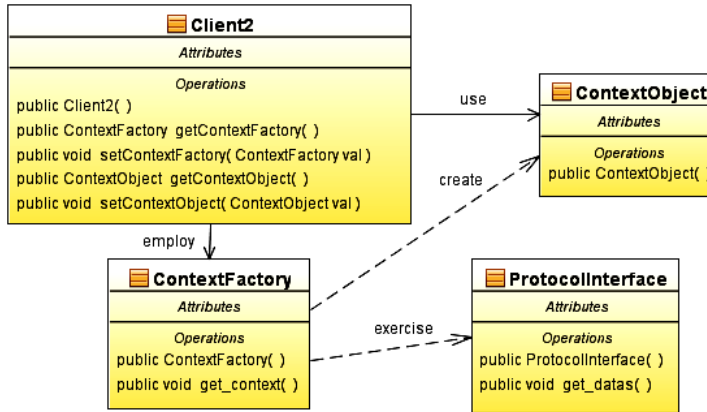 Client2
Attributes
Operations
public Client2( )
public ContextFactory getContextFactory( )
public void setContextFactory( ContextFactory val )
public ContextObject getContextObject( )
public void setContextObject( ContextObject val )
use
ContextObject
Attributes
Operations
public ContextObject( )
create
employ
ContextFactory
Attributes
Operations
public ContextFactory( )
public void get_context( )
exercise
ProtocolInterface
Attributes
Operations
public ProtocolInterface( )
public void get_datas( )